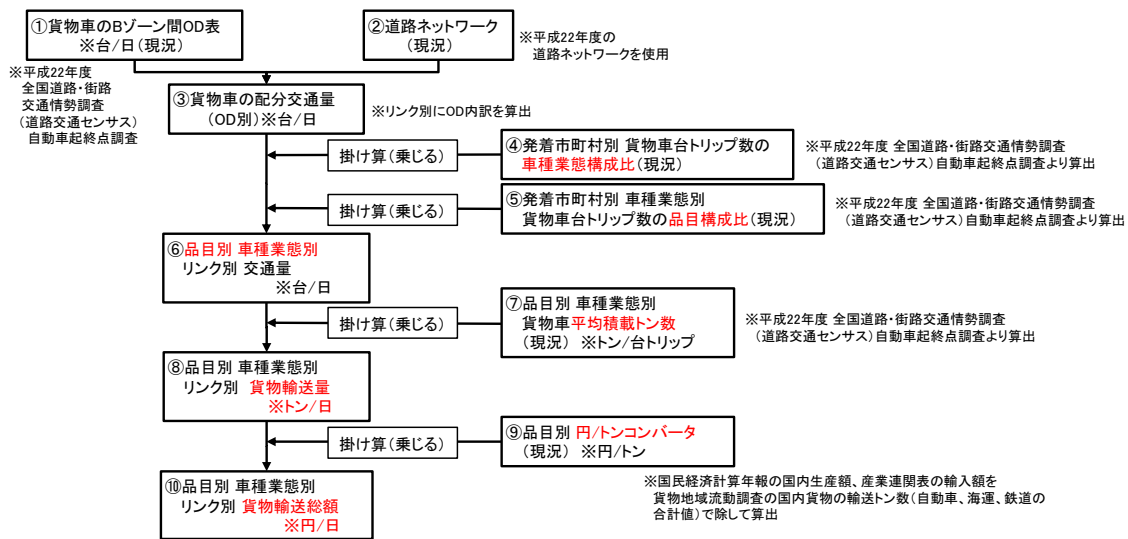 ①貨物車のBゾーン間OD表
※台/日(現況)
②道路ネットワーク
(現況)
※平成22年度の
道路ネットワークを使用
※平成22年度
全国道路・街路
交通情勢調査
(道路交通センサス)
自動車起終点調査
③貨物車の配分交通量
(OD別)※台/日
※リンク別にOD内訳を算出
掛け算(乗じる)
④発着市町村別 貨物車台トリップ数の
車種業態構成比(現況)
※平成22年度 全国道路・街路交通情勢調査
(道路交通センサス)自動車起終点調査より算出
掛け算(乗じる)
⑤発着市町村別 車種業態別
貨物車台トリップ数の品目構成比(現況)
※平成22年度 全国道路・街路交通情勢調査
(道路交通センサス)自動車起終点調査より算出
⑥品目別 車種業態別
リンク別 交通量
※台/日
掛け算(乗じる)
⑦品目別 車種業態別
貨物車平均積載トン数
(現況) ※トン/台トリップ
※平成22年度 全国道路・街路交通情勢調査
(道路交通センサス)自動車起終点調査より算出
⑧品目別 車種業態別
リンク別 貨物輸送量
※トン/日
掛け算(乗じる)
⑨品目別 円/トンコンバータ
(現況) ※円/トン
※国民経済計算年報の国内生産額、産業連関表の輸入額を
貨物地域流動調査の国内貨物の輸送トン数(自動車、海運、鉄道の
合計値)で除して算出
⑩品目別 車種業態別
リンク別 貨物輸送総額
※円/日